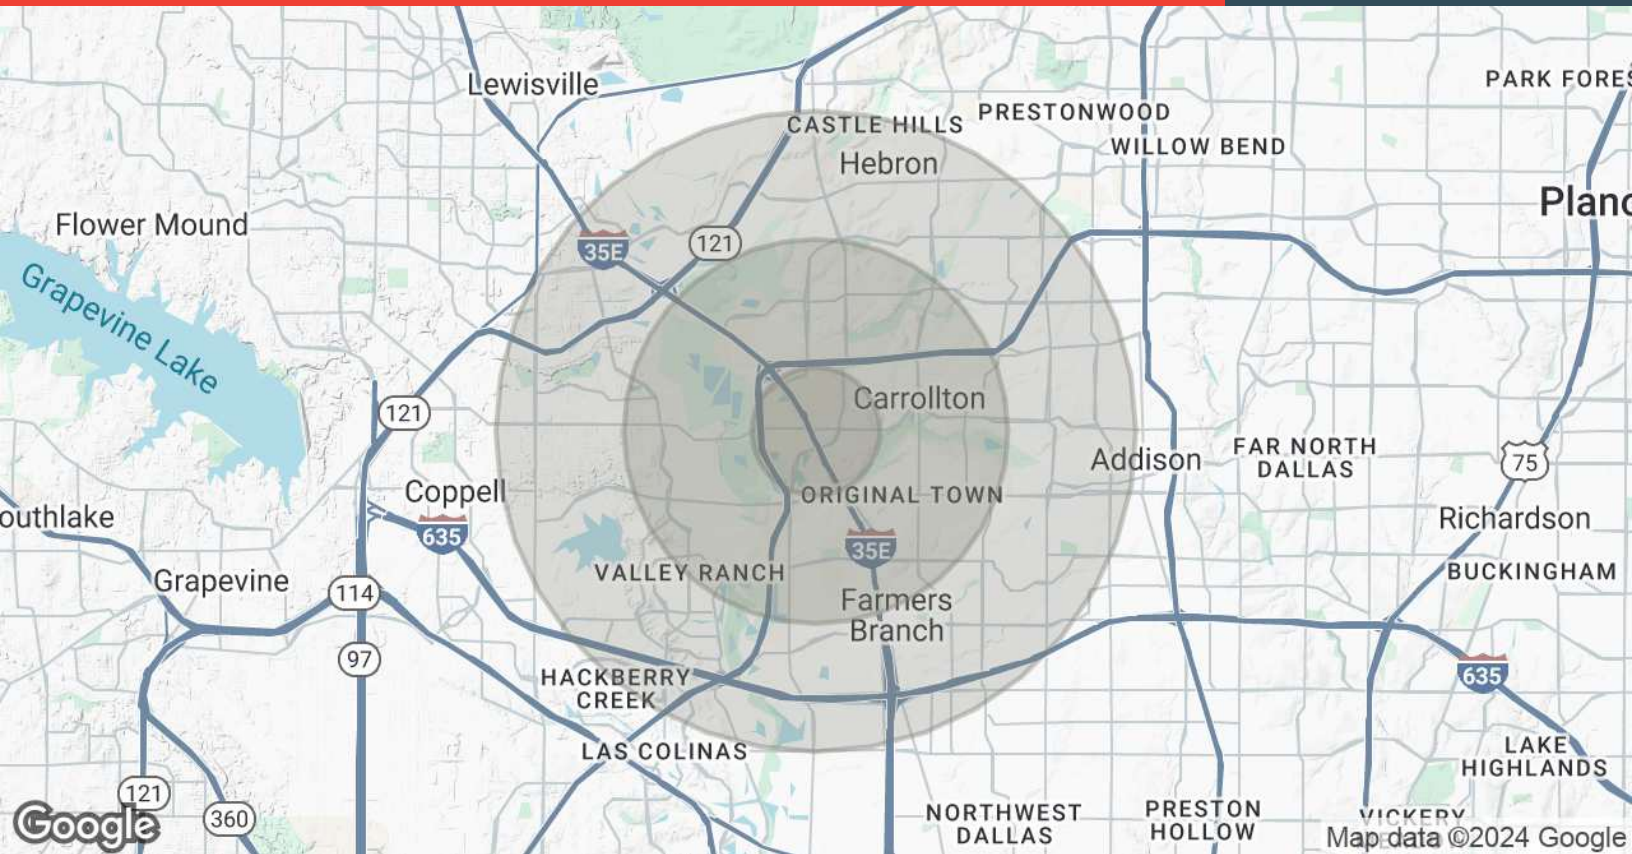 Lewisville
PARK FORES
CASTLE HILLS
PRESTONWOOD
WILLOW BEND
Hebron
Plano
Flower Mound
35E
121
Grapevine Lake
Carrollton
121
Addison
FAR NORTH
DALLAS
75
Coppell
ORIGINAL TOWN
outhlake
635
Richardson
35E
Grapevine
VALLEY RANCH
BUCKINGHAM
114
Farmers
Branch
97
HACKBERRY
CREEK
635
LAS COLINAS
LAKE
HIGHLANDS
121
360
NORTHWEST
DALLAS
PRESTON
HOLLOW
VICKERY
Google
Map data ©2024 Google